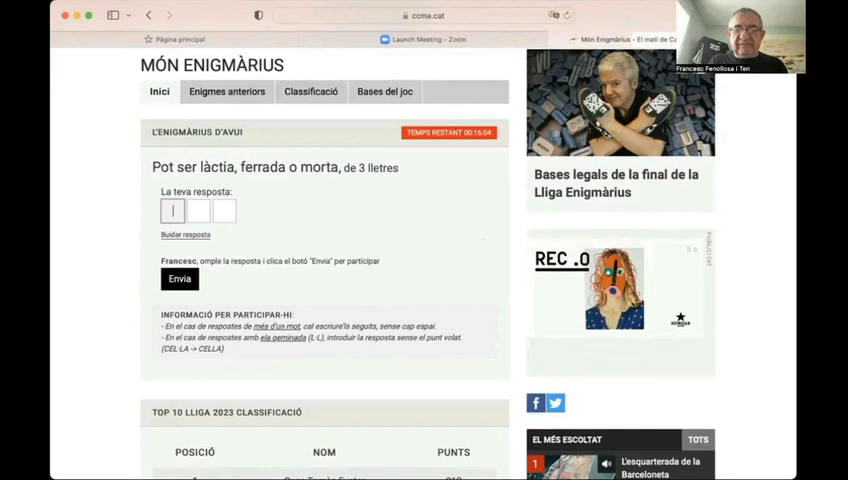 ccma.cat
Pàgina principal
Launch Meeting - Zoom
Món Enigmàrius - El matí de Ca
Francesc Fenollosa i Ten
MÓN ENIGMÀRIUS
Inici
Enigmes anteriors
Classificació
Bases del joc
L'ENIGMÀRIUS D'AVUI
TEMPS RESTANT 00:16:04
Pot ser làctia, ferrada o morta, de 3 lletres
La teva resposta:
Buidar resposta
Francesc, omple la resposta i clica el botó "Envia" per participar
Envia
INFORMACIÓ PER PARTICIPAR-HI:
- En el cas de respostes de més d'un mot, cal escriure'ls seguits, sense cap espai.
- En el cas de respostes amb ela geminada (L·L), introduir la resposta sense el punt volat.
(CEL·LA -> CELLA)
TOP 10 LLIGA 2023 CLASSIFICACIÓ
POSICIÓ
NOM
PUNTS
Bases legals de la final de la
Lliga Enigmàrius
PUBLICITAT
REC .0
EL MÉS ESCOLTAT
TOTS
1
L'esquarterada de la
Barceloneta